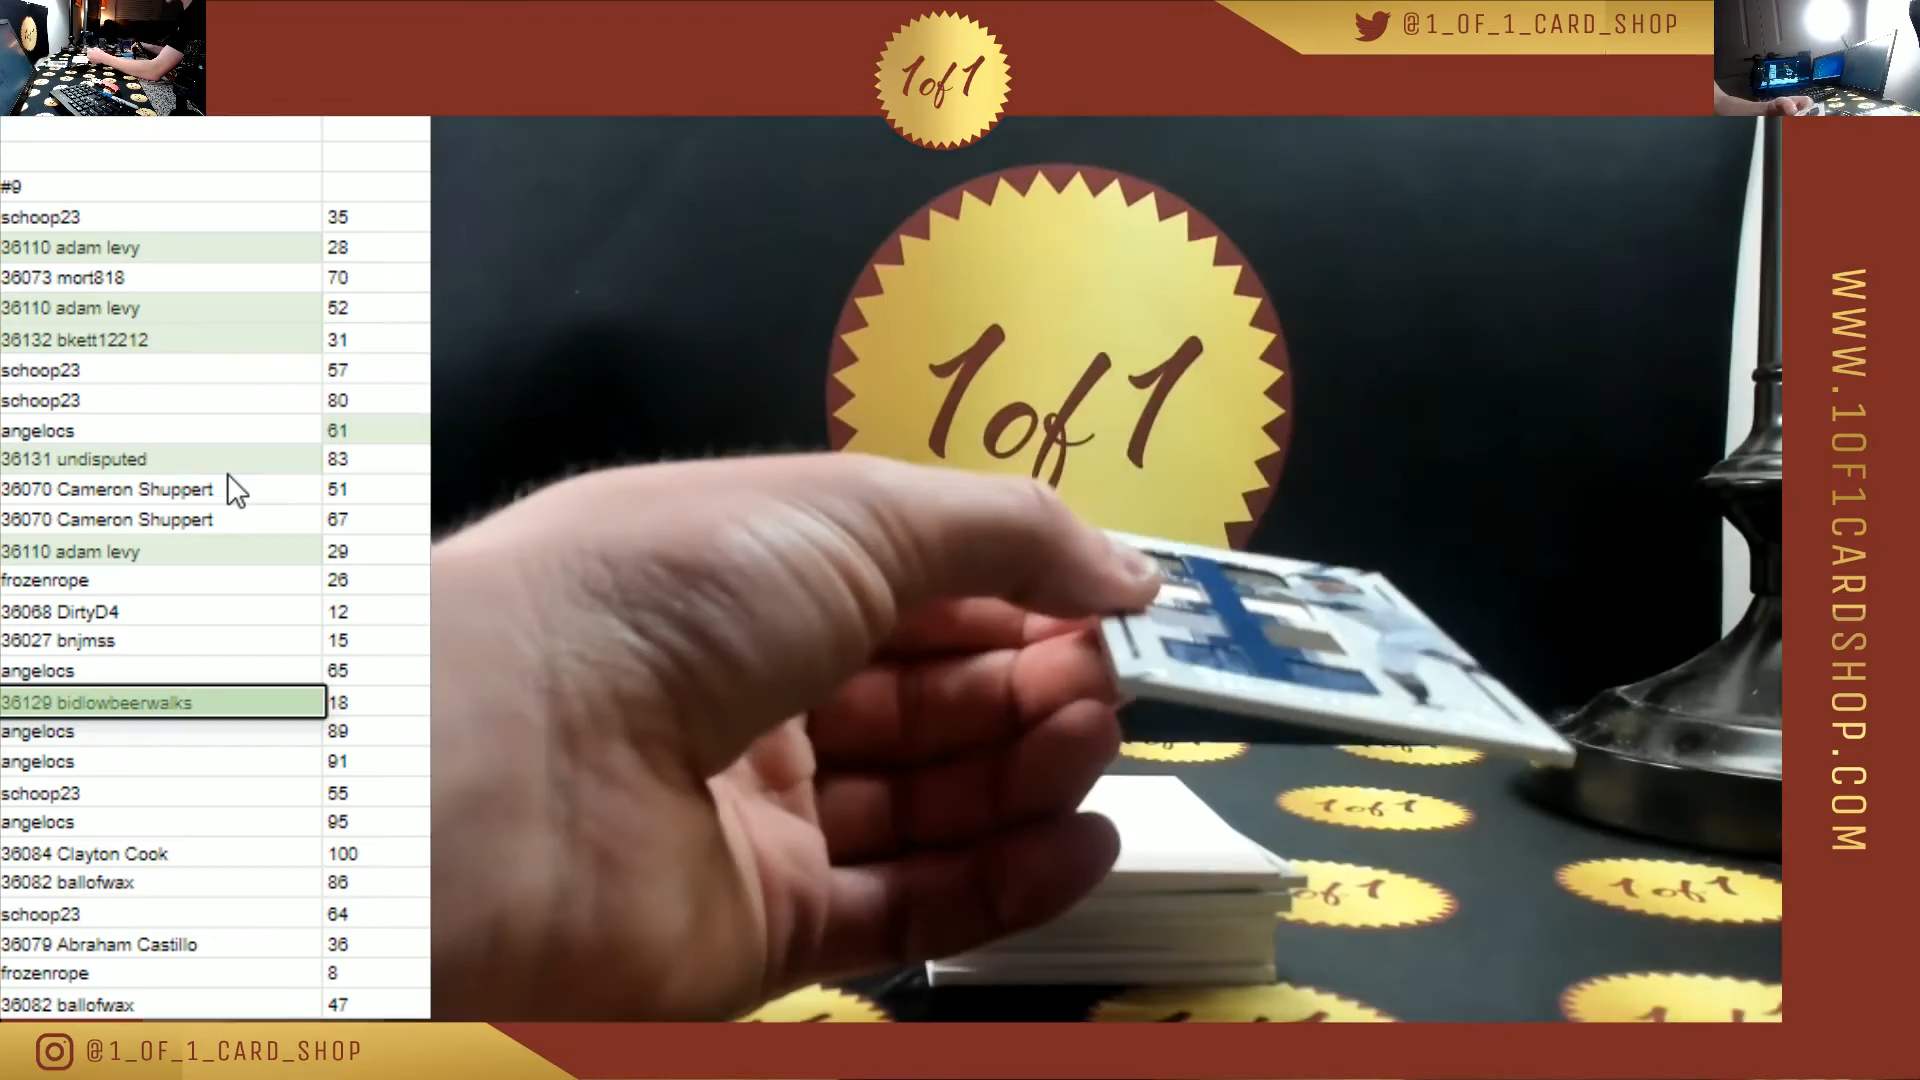 @1_OF_1_CARD_SHOP
1of1
#9
schoop23 35
36110 adam levy 28
36073 mort818 70
36110 adam levy 52
36132 bkett12212 31
schoop23 57
schoop23 80
angelocs 61
36131 undisputed 83
36070 Cameron Shuppert 51
36070 Cameron Shuppert 67
36110 adam levy 29
frozenrope 26
36068 DirtyD4 12
36027 bnjmss 15
angelocs 65
36129 bidlowbeerwalks 18
angelocs 89
angelocs 91
schoop23 55
angelocs 95
36084 Clayton Cook 100
36082 ballofwax 86
schoop23 64
36079 Abraham Castillo 36
frozenrope 8
36082 ballofwax 47
1of1
1of1
1of1
1of1
WWW.1OF1CARDSHOP.COM
@1_OF_1_CARD_SHOP